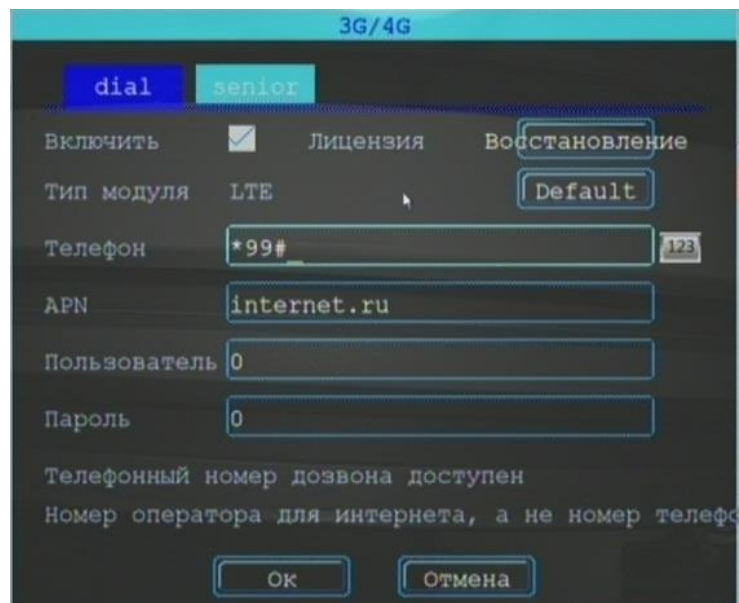 3G/4G
dial senior
Включить Лицензия Восстановление
Тип модуля LTE Default
Телефон *99#_ 123
APN internet.ru
Пользователь 0
Пароль 0
Телефонный номер дозвона доступен
Номер оператора для интернета, а не номер телефо
Ок Отмена